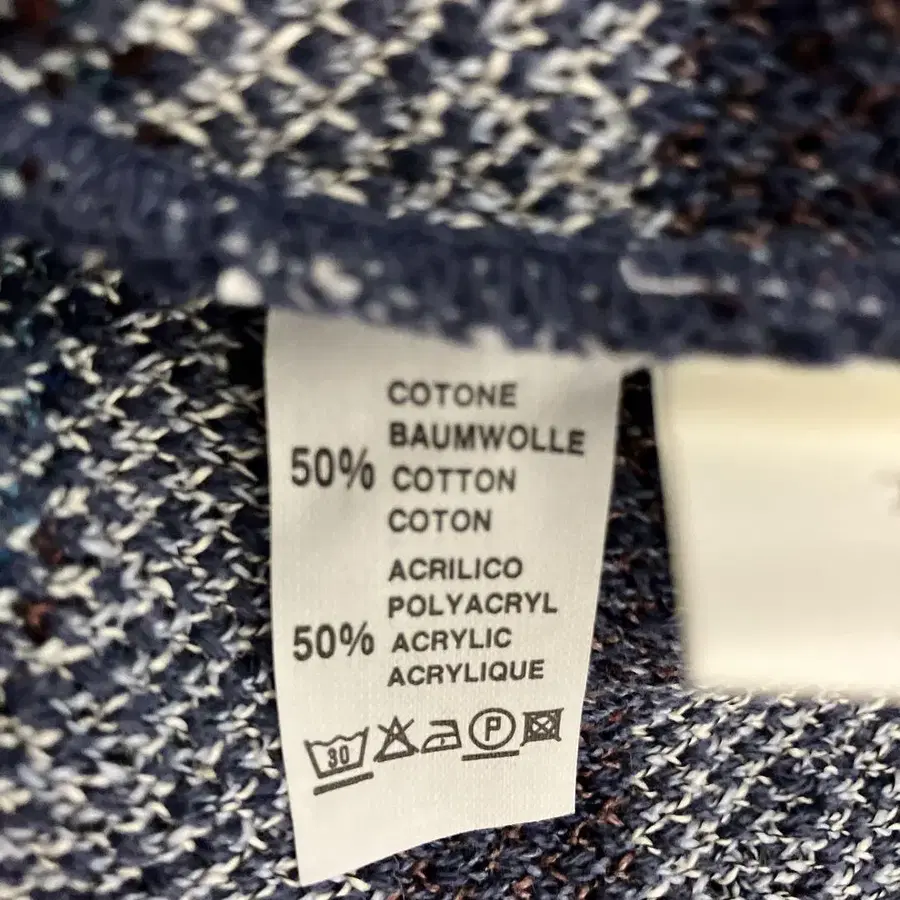 50%
COTONE
BAUMWOLLE
COTTON
COTON
50%
ACRILICO
POLYACRYL
ACRYLIC
ACRYLIQUE
30 P